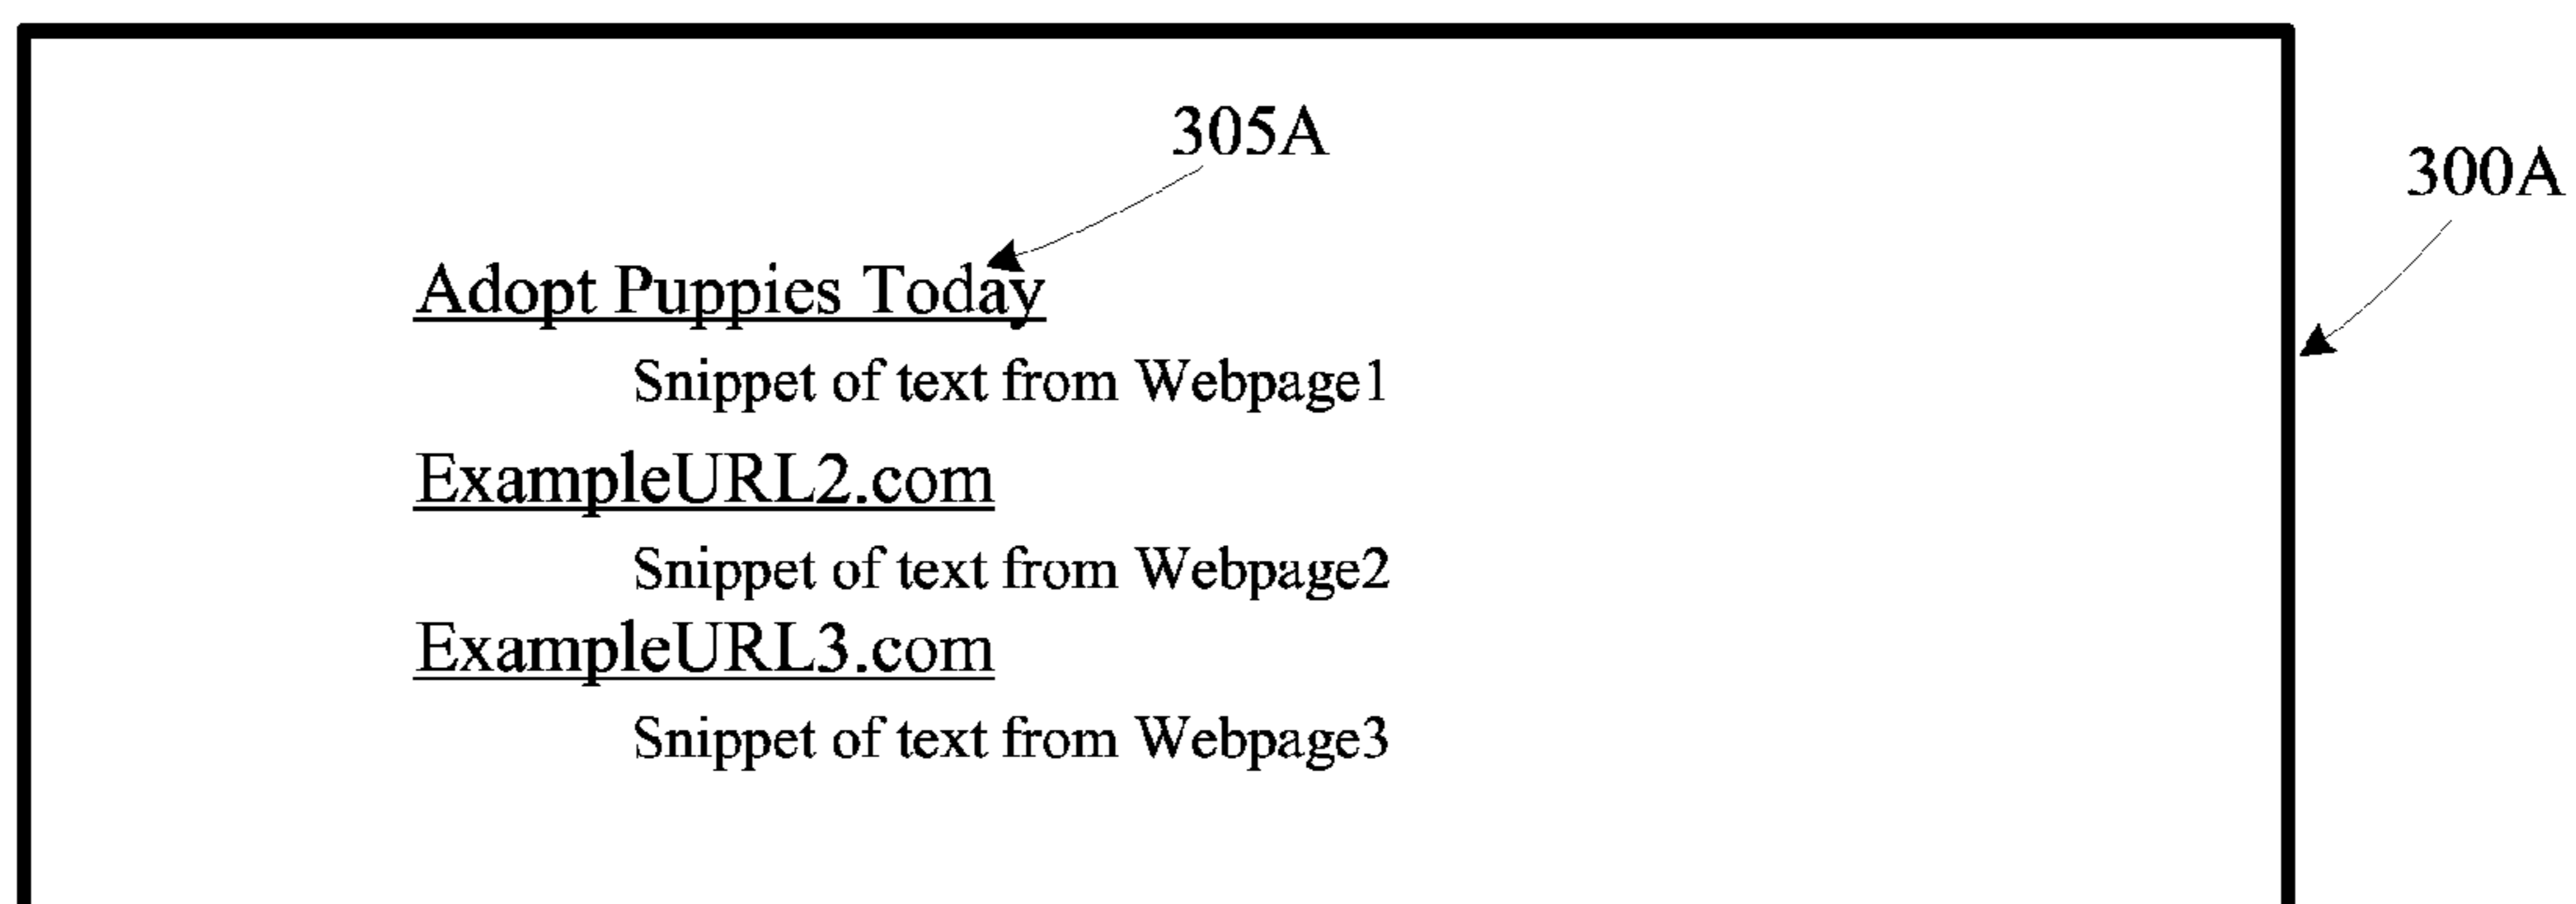 305A
300A
Adopt Puppies Today
Snippet of text from Webpage1
ExampleURL2.com
Snippet of text from Webpage2
ExampleURL3.com
Snippet of text from Webpage3